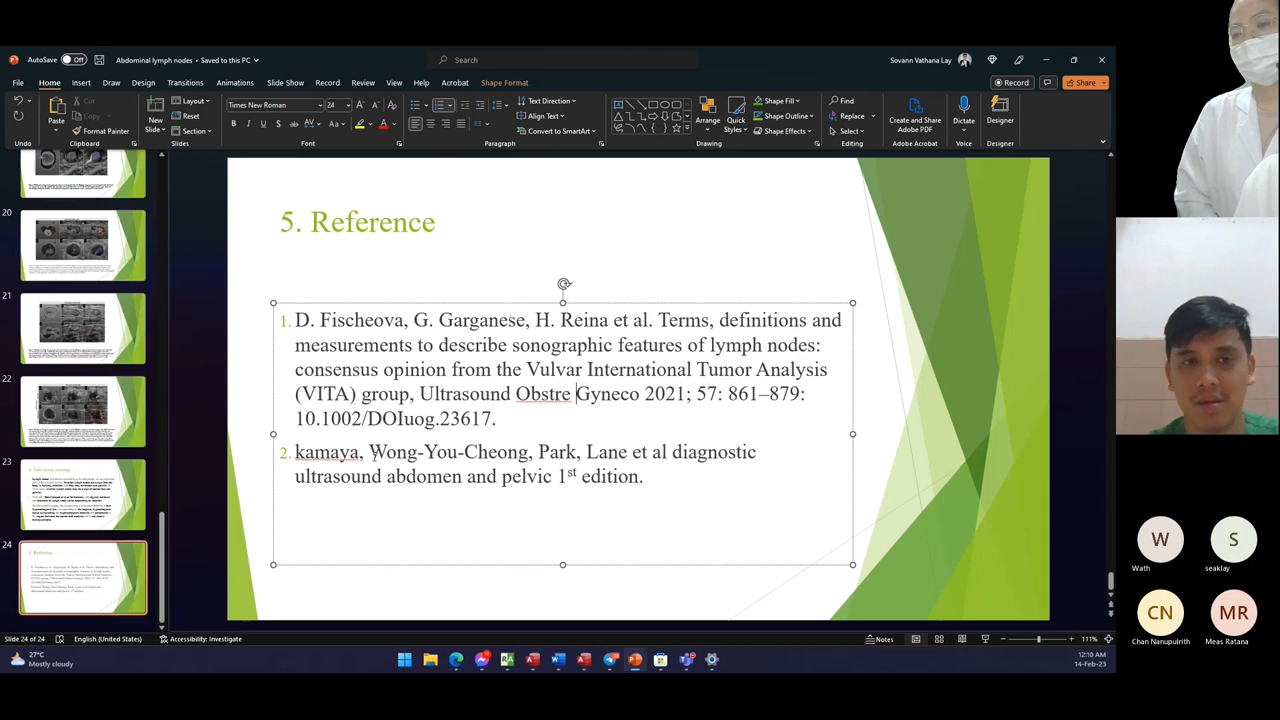 AutoSave Off Abdominal lymph nodes • Saved to this PC Search Sovann Vathana Lay
File Home Insert Draw Design Transitions Animations Slide Show Record Review View Help Acrobat Shape Format Record Share
Paste Cut Copy Format Painter New Slide Layout Reset Section Times New Roman 24 Text Direction Align Text Convert to SmartArt Arrange Quick Styles Shape Fill Shape Outline Shape Effects Find Replace Select Create and Share Adobe PDF Dictate Designer
Undo Clipboard Slides Font Paragraph Drawing Editing Adobe Acrobat Voice Designer
20
21
22
23
24
5. Reference
1. D. Fischeova, G. Garganese, H. Reina et al. Terms, definitions and
measurements to describe sonographic features of lymph nodes:
consensus opinion from the Vulvar International Tumor Analysis
(VITA) group, Ultrasound Obstre Gyneco 2021; 57: 861–879:
10.1002/DOIuog.23617
2. kamaya, Wong-You-Cheong, Park, Lane et al diagnostic
ultrasound abdomen and pelvic 1st edition.
W
Wath
S
seaklay
CN
Chan Nanupulrith
MR
Meas Ratana
Slide 24 of 24 English (United States) Accessibility: Investigate Notes 111%
27°C
Mostly cloudy
12:10 AM
14-Feb-23